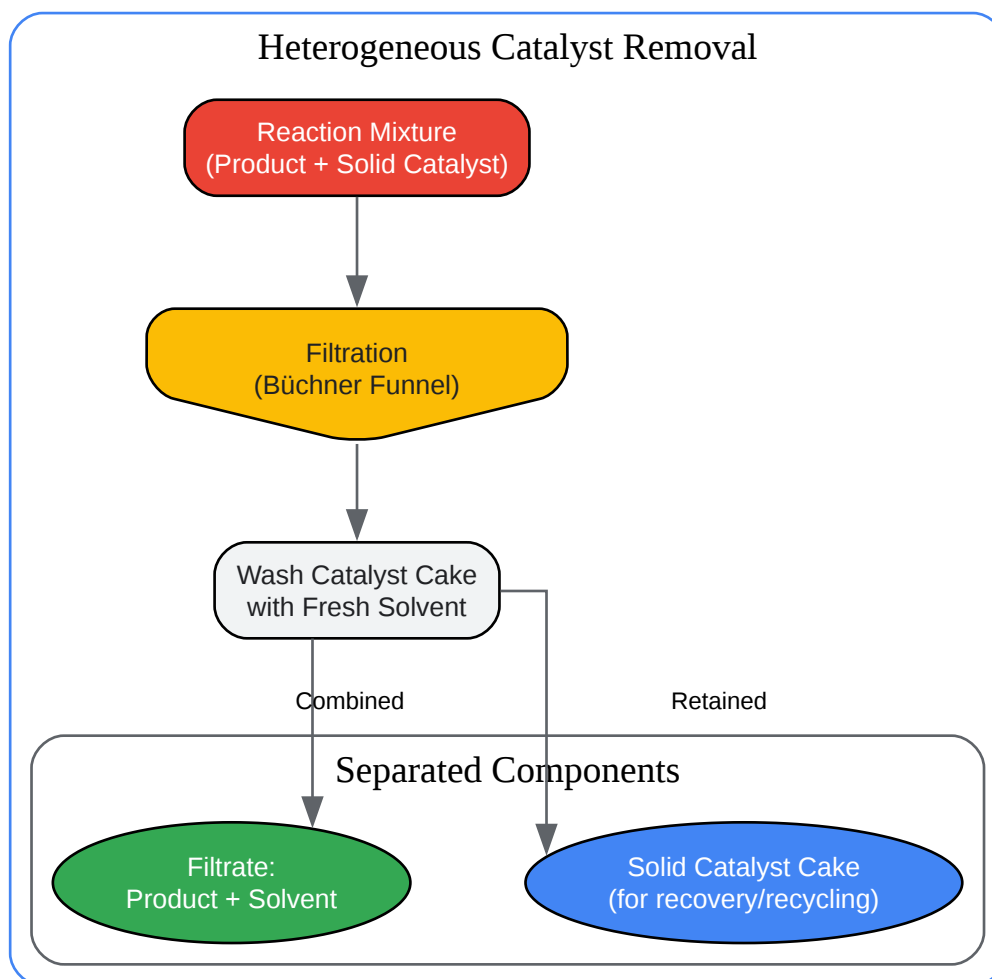 Heterogeneous Catalyst Removal
Reaction Mixture
(Product + Solid Catalyst)
Filtration
(Büchner Funnel)
Wash Catalyst Cake
with Fresh Solvent
Combined
Retained
Separated Components
Filtrate:
Product + Solvent
Solid Catalyst Cake
(for recovery/recycling)